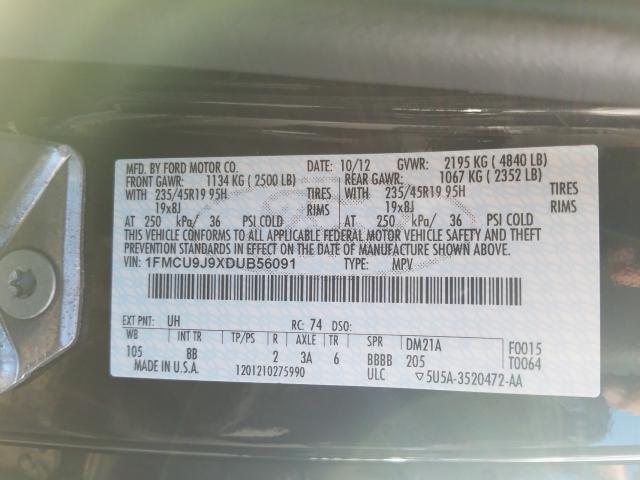 MFD. BY FORD MOTOR CO. DATE: 10/12 GVWR: 2195 KG ( 4840 LB)
FRONT GAWR: 1134 KG ( 2500 LB) REAR GAWR: 1067 KG ( 2352 LB)
WITH 235/45R19 95H TIRES WITH 235/45R19 95H TIRES
19x8J RIMS 19x8J RIMS
AT 250 kPa/ 36 PSI COLD AT 250 kPa/ 36 PSI COLD
THIS VEHICLE CONFORMS TO ALL APPLICABLE FEDERAL MOTOR VEHICLE SAFETY AND THEFT
PREVENTION STANDARDS IN EFFECT ON THE DATE OF MANUFACTURE SHOWN ABOVE.
VIN: 1FMCU9J9XDUB56091 TYPE: MPV
EXT PNT: UH RC: 74 DSO:
WB INT TR TP/PS R AXLE TR SPR DM21A F0015
105 8B 2 3A 6 BBBB 205 T0064
MADE IN U.S.A. 1201210275990 ULC ▽5U5A-3520472-AA